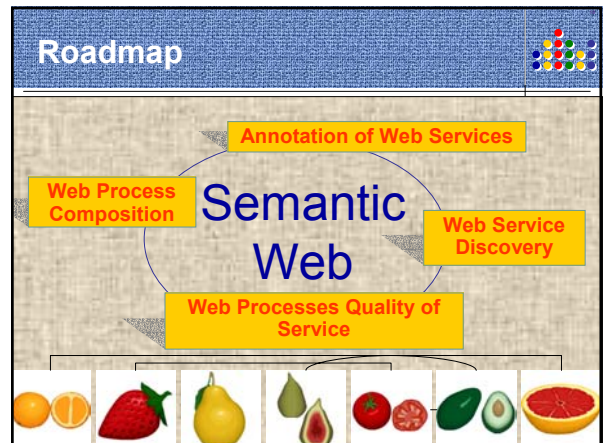 Roadmap
Annotation of Web Services
Web Process
Composition
Semantic
Web
Web Service
Discovery
Web Processes Quality of
Service